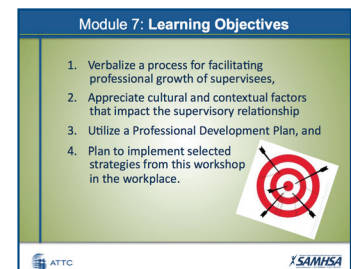 Module 7: Learning Objectives
1. Verbalize a process for facilitating
professional growth of supervisees,
2. Appreciate cultural and contextual factors
that impact the supervisory relationship
3. Utilize a Professional Development Plan, and
4. Plan to implement selected
strategies from this workshop
in the workplace.
ATTC
SAMHSA